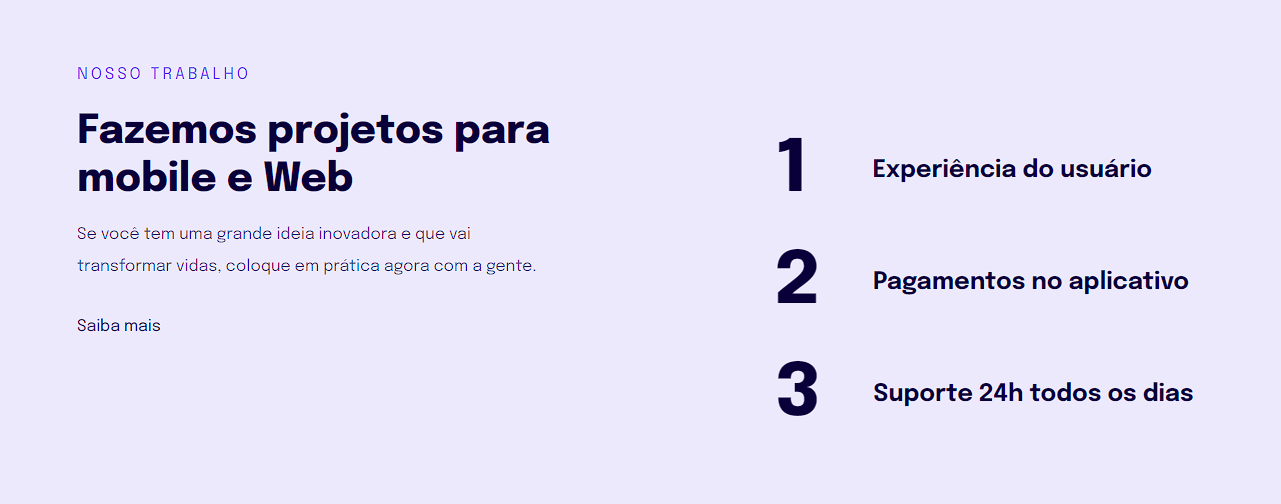 NOSSO TRABALHO
Fazemos projetos para
mobile e Web
Se você tem uma grande ideia inovadora e que vai
transformar vidas, coloque em prática agora com a gente.
Saiba mais
1 Experiência do usuário
2 Pagamentos no aplicativo
3 Suporte 24h todos os dias